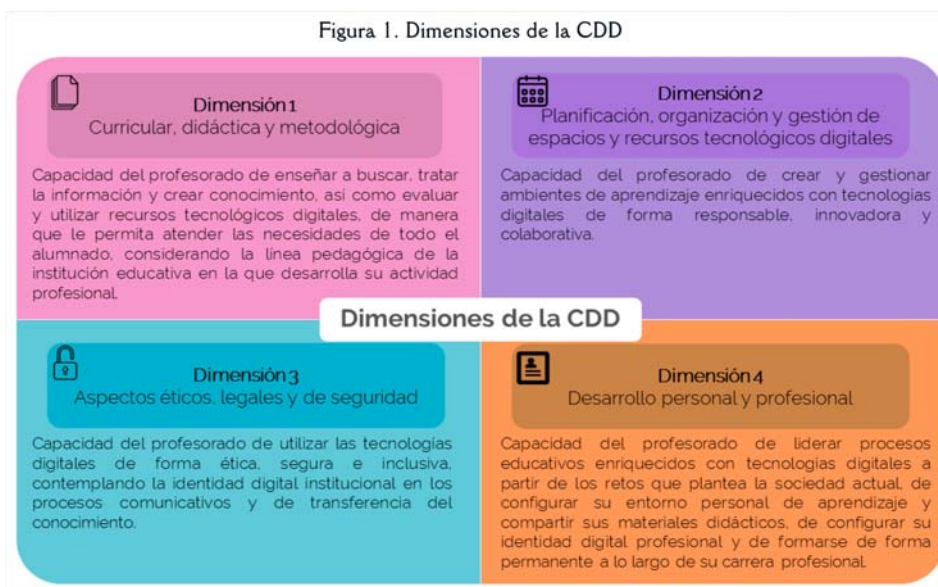 Figura 1. Dimensiones de la CDD
Dimensión 1
Curricular, didáctica y metodológica
Capacidad del profesorado de enseñar a buscar, tratar
la información y crear conocimiento, así como evaluar
y utilizar recursos tecnológicos digitales, de manera
que le permita atender las necesidades de todo el
alumnado, considerando la línea pedagógica de la
institución educativa en la que desarrolla su actividad
profesional.
Dimensión 2
Planificación, organización y gestión de
espacios y recursos tecnológicos digitales
Capacidad del profesorado de crear y gestionar
ambientes de aprendizaje enriquecidos con tecnologías
digitales de forma responsable, innovadora y
colaborativa.
Dimensiones de la CDD
Dimensión 3
Aspectos éticos, legales y de seguridad
Capacidad del profesorado de utilizar las tecnologías
digitales de forma ética, segura e inclusiva,
contemplando la identidad digital institucional en los
procesos comunicativos y de transferencia del
conocimiento.
Dimensión 4
Desarrollo personal y profesional
Capacidad del profesorado de liderar procesos
educativos enriquecidos con tecnologías digitales a
partir de los retos que plantea la sociedad actual, de
configurar su entorno personal de aprendizaje y
compartir sus materiales didácticos, de configurar su
identidad digital profesional y de formarse de forma
permanente a lo largo de su carrera profesional.